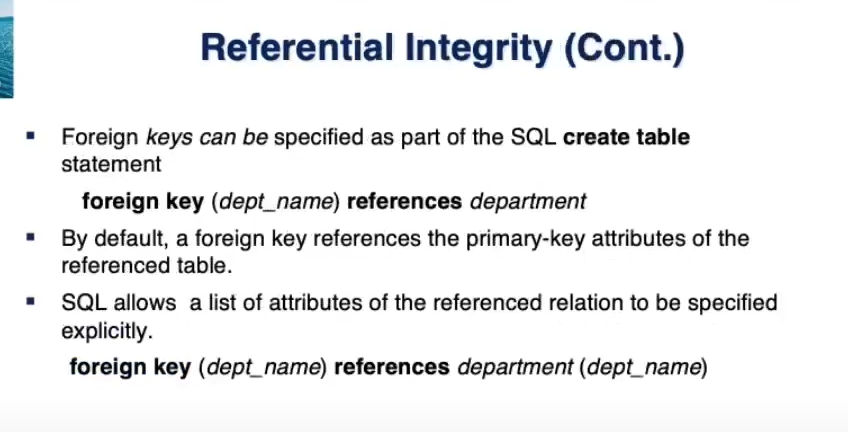 Referential Integrity (Cont.)
▪ Foreign keys can be specified as part of the SQL create table
statement
foreign key (dept_name) references department
▪ By default, a foreign key references the primary-key attributes of the
referenced table.
▪ SQL allows a list of attributes of the referenced relation to be specified
explicitly.
foreign key (dept_name) references department (dept_name)